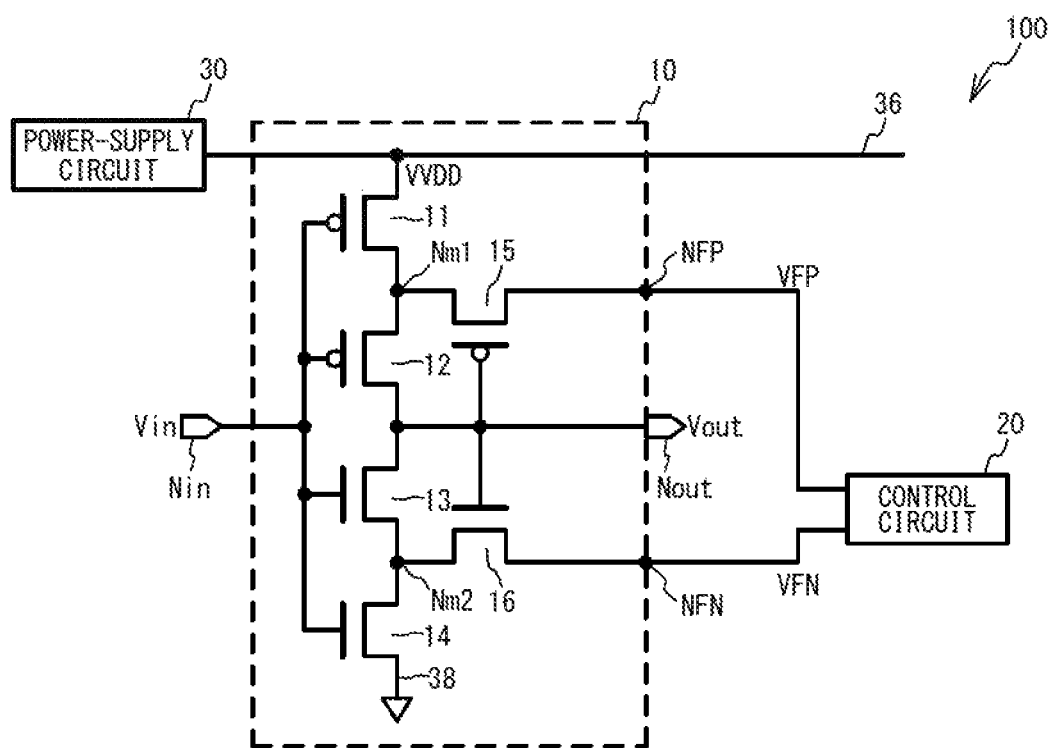 100
30
10
36
POWER-SUPPLY
CIRCUIT
VVDD
11
Nm1
15
NFP
VFP
12
Vin
Vout
20
Nin
13
Nout
CONTROL
CIRCUIT
Nm2
16
NFN
VFN
14
38